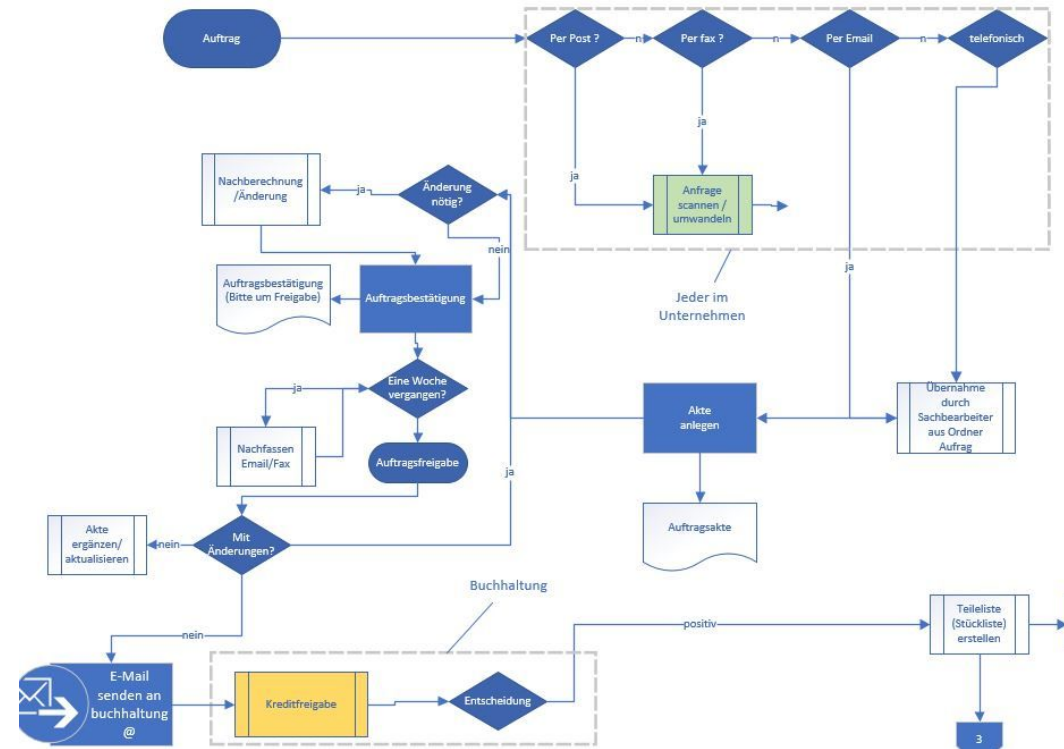 Auftrag
Per Post ?
n
Per fax ?
n
Per Email
n
telefonisch
ja
ja
ja
Anfrage
scannen /
umwandeln
Jeder im
Unternehmen
Nachberechnung
/Änderung
ja
Änderung
nötig?
nein
Auftragsbestätigung
(Bitte um Freigabe)
Auftragsbestätigung
Eine Woche
vergangen?
ja
Nachfassen
Email/Fax
Auftragsfreigabe
Akte
anlegen
Übernahme
durch
Sachbearbeiter
aus Ordner
Aufrag
ja
Auftragsakte
Akte
ergänzen/
aktualisieren
nein
Mit
Änderungen?
nein
Buchhaltung
E-Mail
senden an
buchhaltung
@
Kreditfreigabe
Entscheidung
positiv
Teileliste
(Stückliste)
erstellen
3